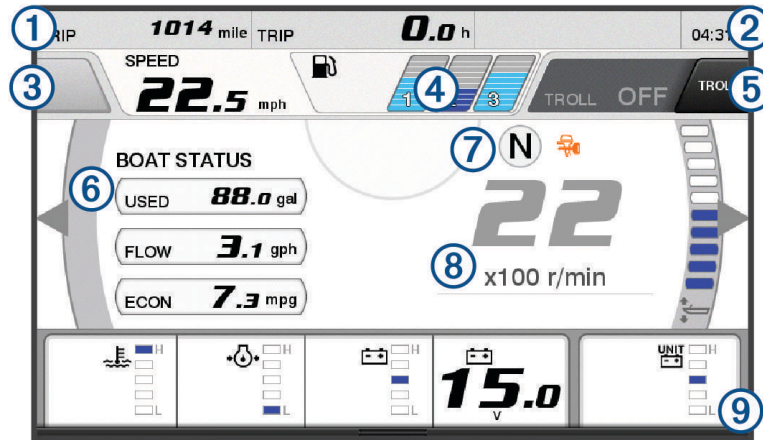 1 RIP 1014 mile TRIP 0.0 h 04:31 2
3 SPEED 22.5 mph 1 4 3 TROLL OFF TROL 5
7 N
BOAT STATUS
6 USED 88.0 gal
22
FLOW 3.1 gph
8 x100 r/min
ECON 7.3 mpg
H H H UNIT H
15.0
L L L V L 9